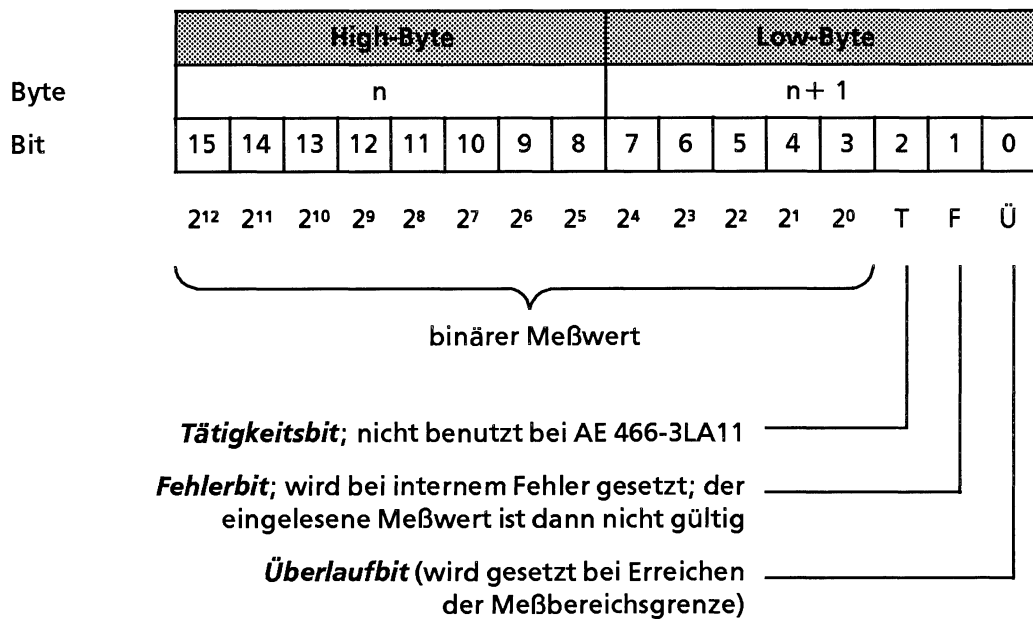 High-Byte Low-Byte
Byte n n + 1
Bit 15 14 13 12 11 10 9 8 7 6 5 4 3 2 1 0
2¹² 2¹¹ 2¹⁰ 2⁹ 2⁸ 2⁷ 2⁶ 2⁵ 2⁴ 2³ 2² 2¹ 2⁰ T F Ü
binärer Meßwert
Tätigkeitsbit; nicht benutzt bei AE 466-3LA11
Fehlerbit; wird bei internem Fehler gesetzt; der
eingelesene Meßwert ist dann nicht gültig
Überlaufbit (wird gesetzt bei Erreichen
der Meßbereichsgrenze)